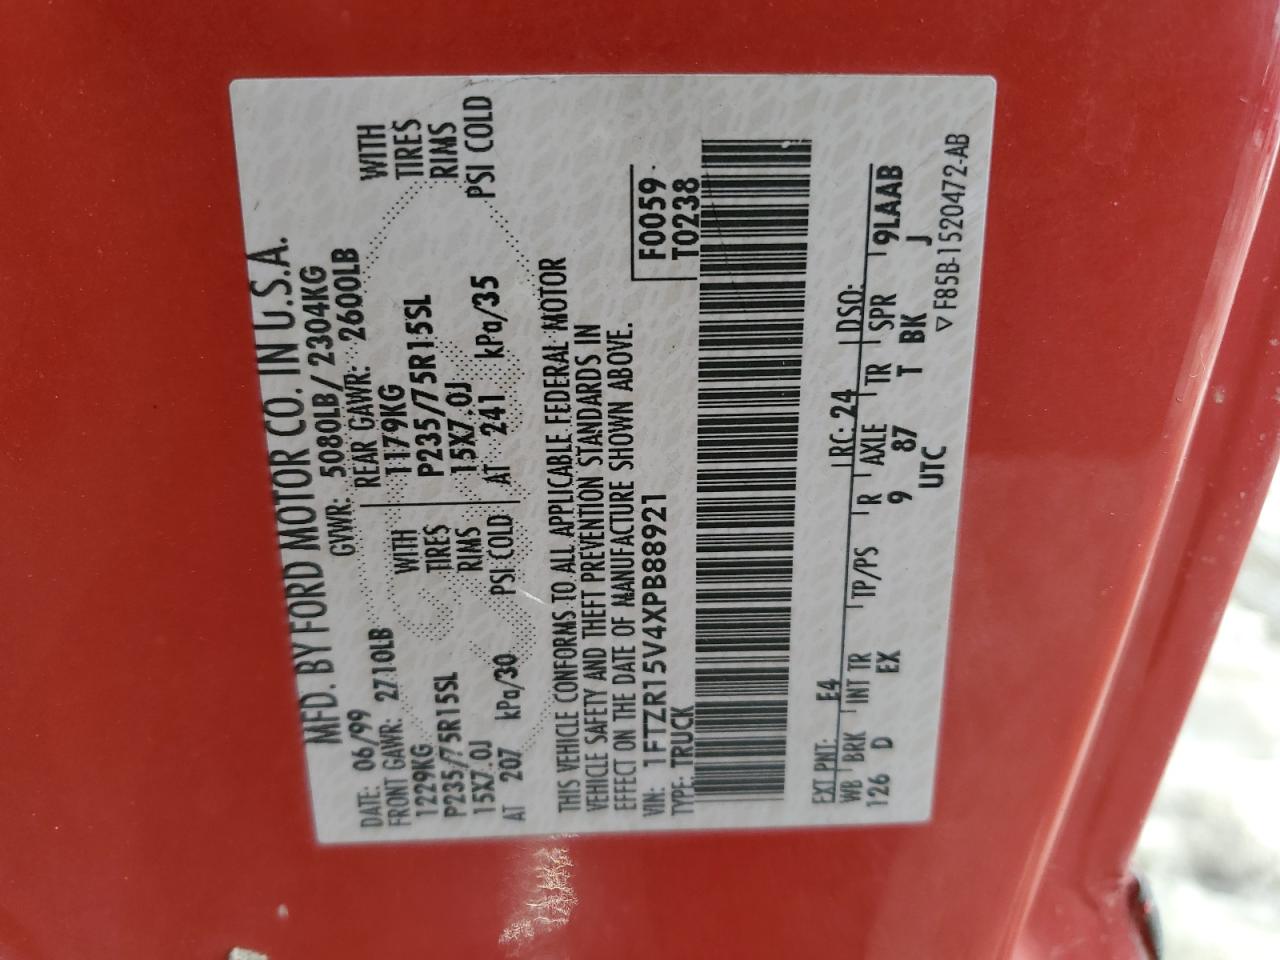 MFD. BY FORD MOTOR CO. IN U.S.A.
DATE: 06/99 GVWR: 5080LB/ 2304KG
FRONT GAWR: 2710LB REAR GAWR: 2600LB
1229KG WITH 1179KG WITH
P235/75R15SL TIRES P235/75R15SL TIRES
15X7.0J RIMS 15X7.0J RIMS
AT 207 kPa/30 PSI COLD AT 241 kPa/35 PSI COLD
THIS VEHICLE CONFORMS TO ALL APPLICABLE FEDERAL MOTOR
VEHICLE SAFETY AND THEFT PREVENTION STANDARDS IN
EFFECT ON THE DATE OF MANUFACTURE SHOWN ABOVE.
VIN: 1FTZR15V4XPB88921 F0059
TYPE: TRUCK T0238
EXT PNT: E4 RC: 24 DSO:
WB BRK INT TR TP/PS R AXLE TR SPR 9LAAB
126 D EX 9 87 T BK J
UTC
▽ F85B-1520472-AB